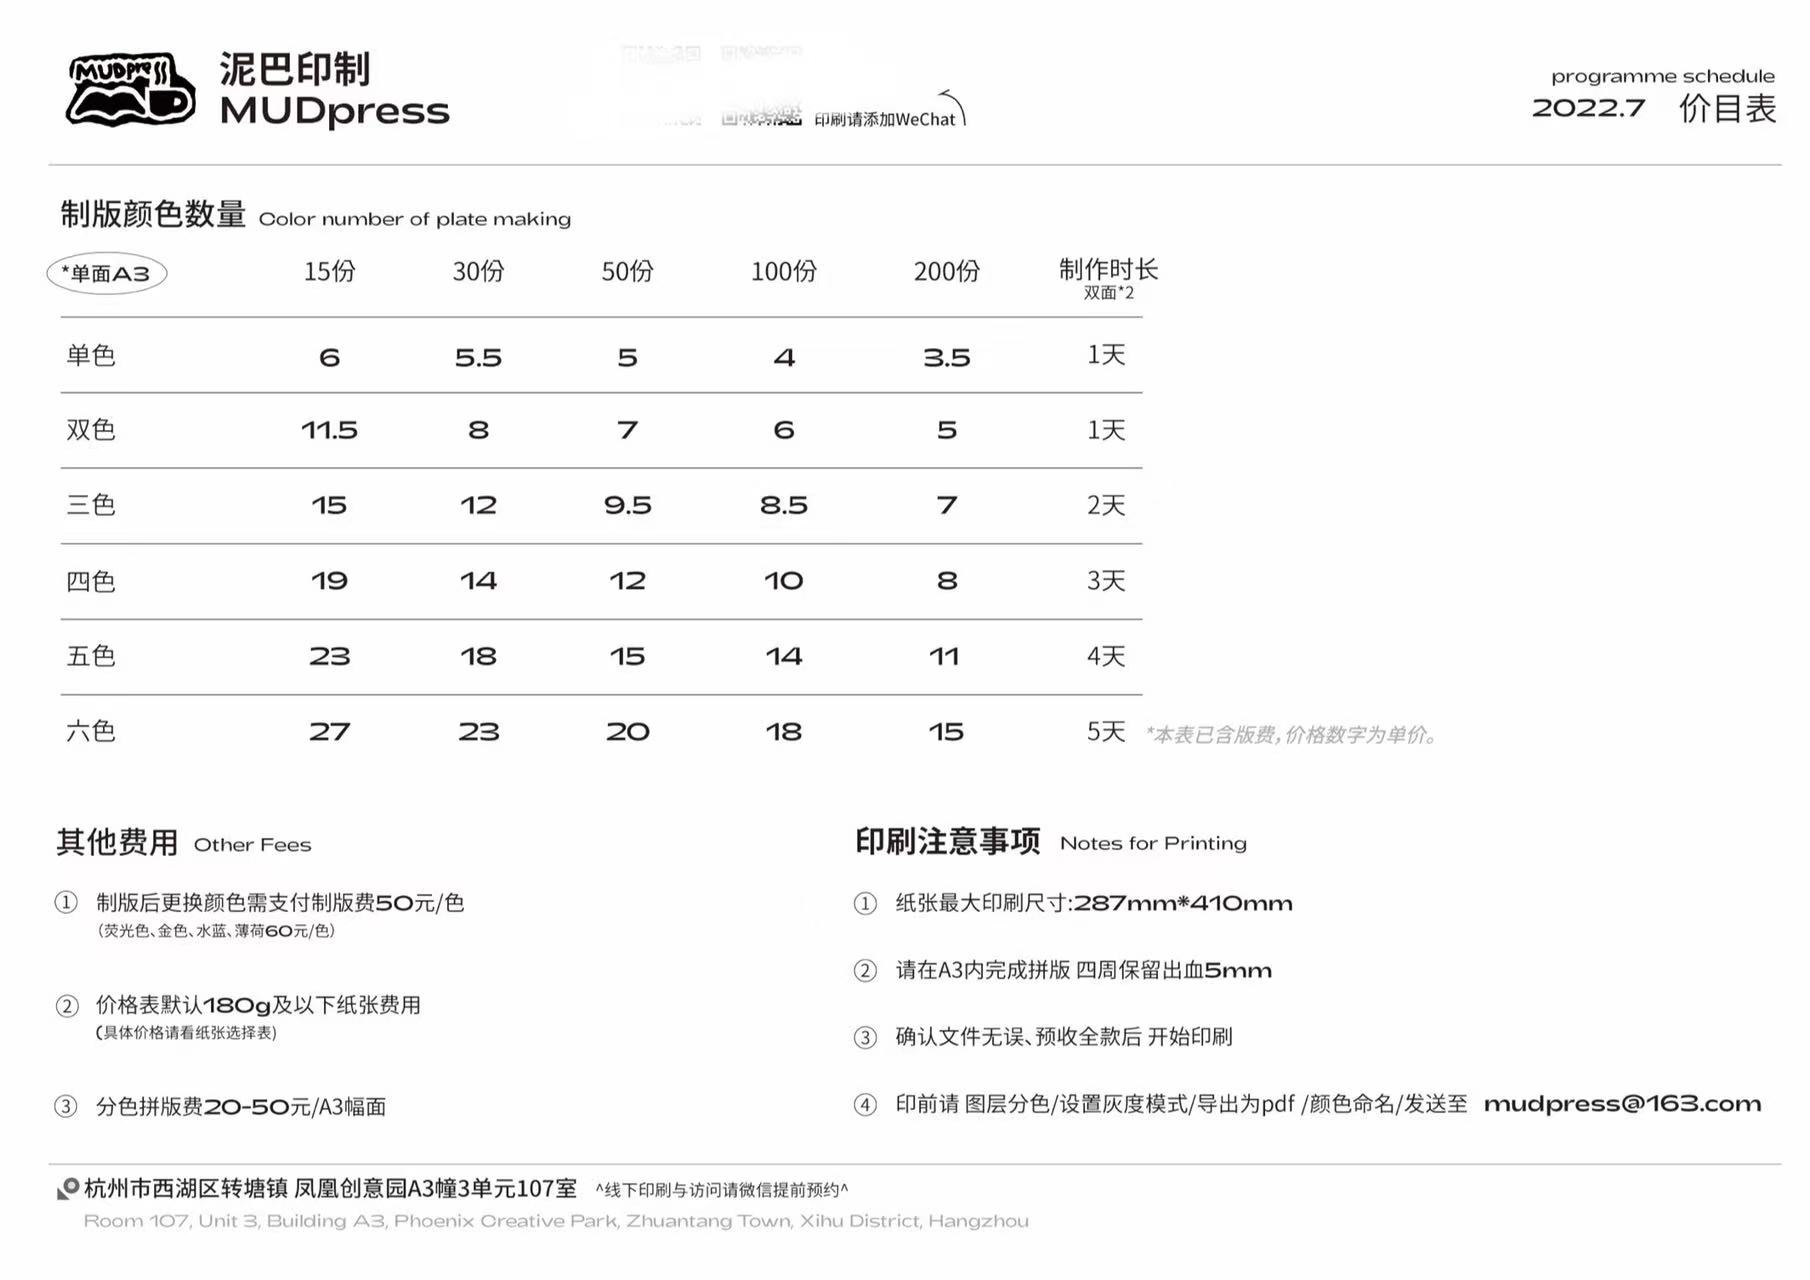 MUDpress
泥巴印制
MUDpress
印刷请添加WeChat
programme schedule
2022.7 价目表
制版颜色数量 Color number of plate making
*单面A3 15份 30份 50份 100份 200份 制作时长
双面*2
单色 6 5.5 5 4 3.5 1天
双色 11.5 8 7 6 5 1天
三色 15 12 9.5 8.5 7 2天
四色 19 14 12 10 8 3天
五色 23 18 15 14 11 4天
六色 27 23 20 18 15 5天 *本表已含版费，价格数字为单价。
其他费用 Other Fees
① 制版后更换颜色需支付制版费50元/色
（荧光色、金色、水蓝、薄荷60元/色）
② 价格表默认180g及以下纸张费用
(具体价格请看纸张选择表)
③ 分色拼版费20-50元/A3幅面
印刷注意事项 Notes for Printing
① 纸张最大印刷尺寸:287mm*410mm
② 请在A3内完成拼版 四周保留出血5mm
③ 确认文件无误、预收全款后 开始印刷
④ 印前请 图层分色/设置灰度模式/导出为pdf /颜色命名/发送至 mudpress@163.com
杭州市西湖区转塘镇 凤凰创意园A3幢3单元107室 ^线下印刷与访问请微信提前预约^
Room 107, Unit 3, Building A3, Phoenix Creative Park, Zhuantang Town, Xihu District, Hangzhou